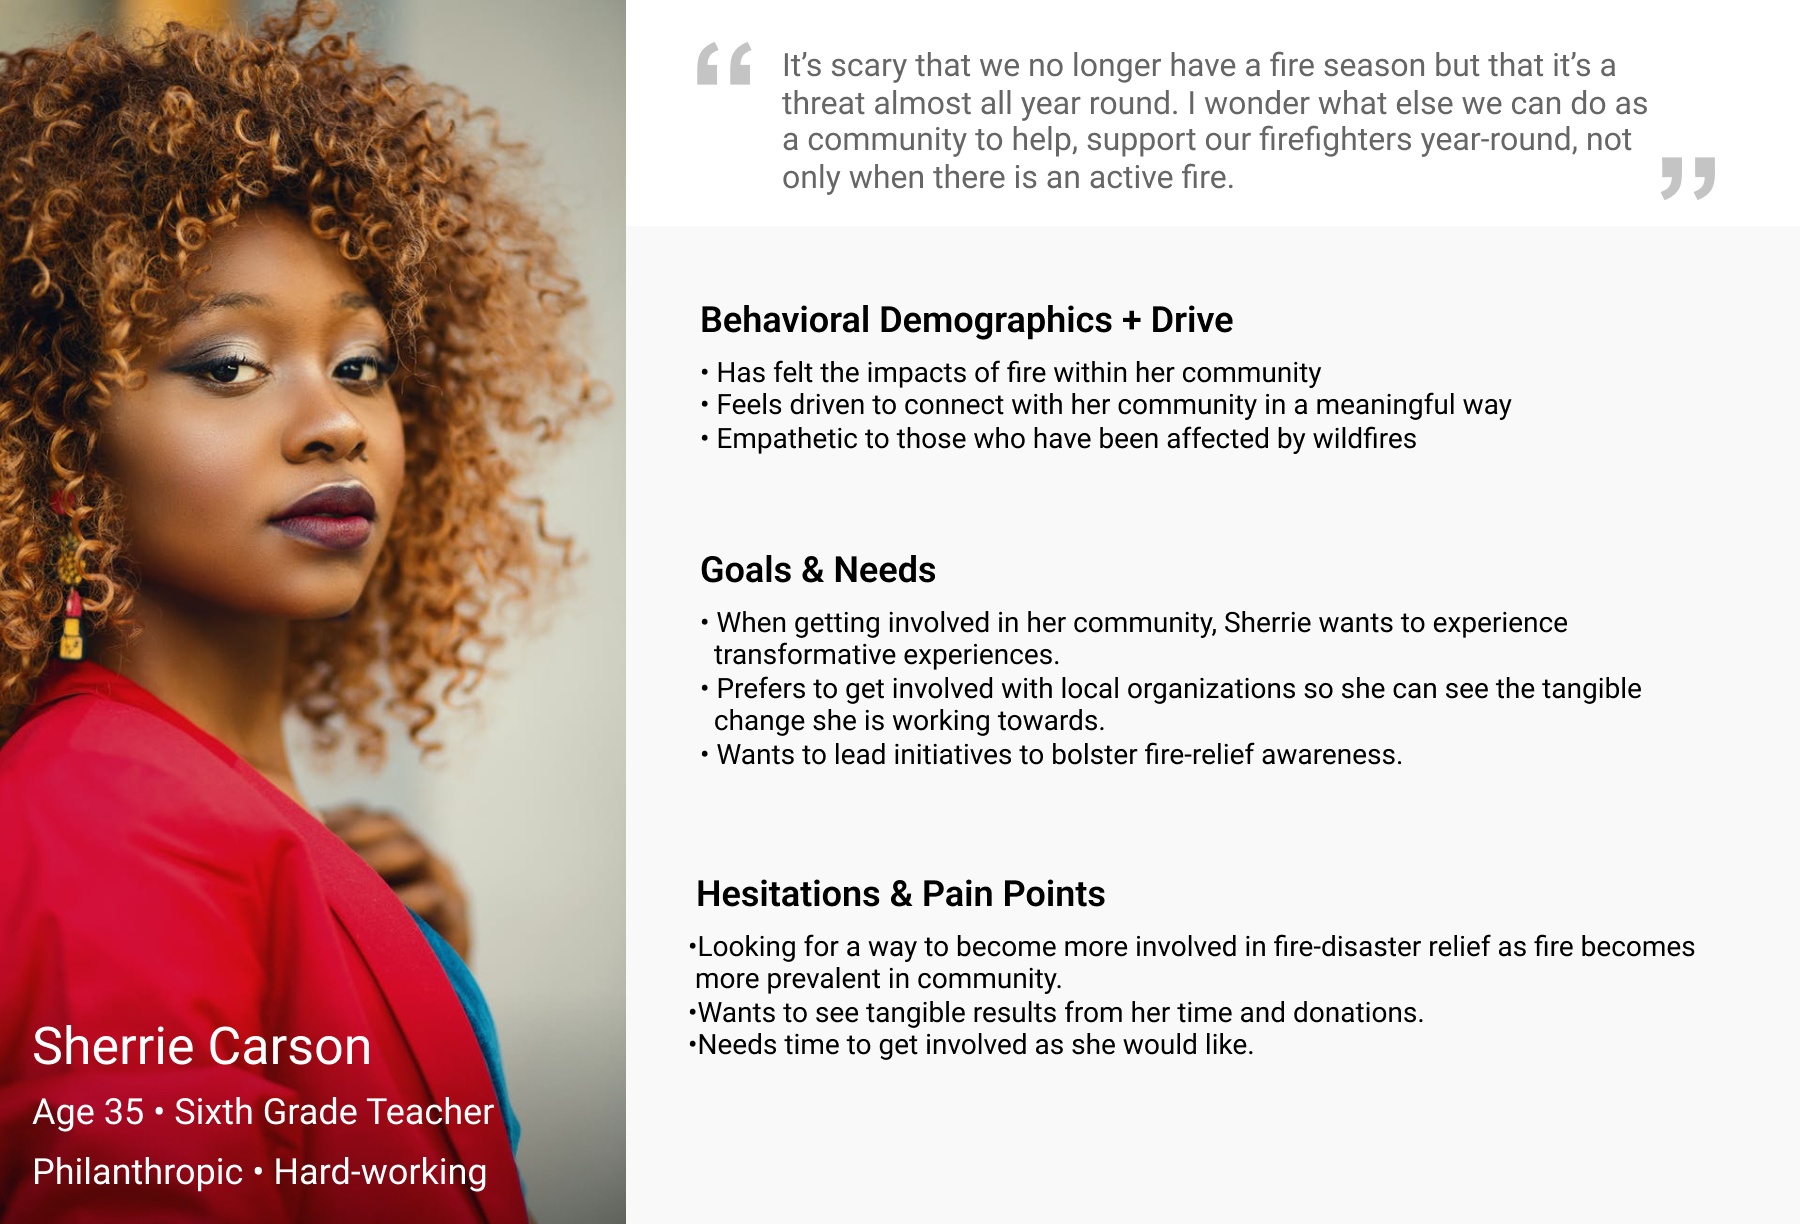 “ It’s scary that we no longer have a fire season but that it’s a
threat almost all year round. I wonder what else we can do as
a community to help, support our firefighters year-round, not
only when there is an active fire. ”
Behavioral Demographics + Drive
• Has felt the impacts of fire within her community
• Feels driven to connect with her community in a meaningful way
• Empathetic to those who have been affected by wildfires
Goals & Needs
• When getting involved in her community, Sherrie wants to experience
transformative experiences.
• Prefers to get involved with local organizations so she can see the tangible
change she is working towards.
• Wants to lead initiatives to bolster fire-relief awareness.
Hesitations & Pain Points
•Looking for a way to become more involved in fire-disaster relief as fire becomes
more prevalent in community.
•Wants to see tangible results from her time and donations.
•Needs time to get involved as she would like.
Sherrie Carson
Age 35 • Sixth Grade Teacher
Philanthropic • Hard-working